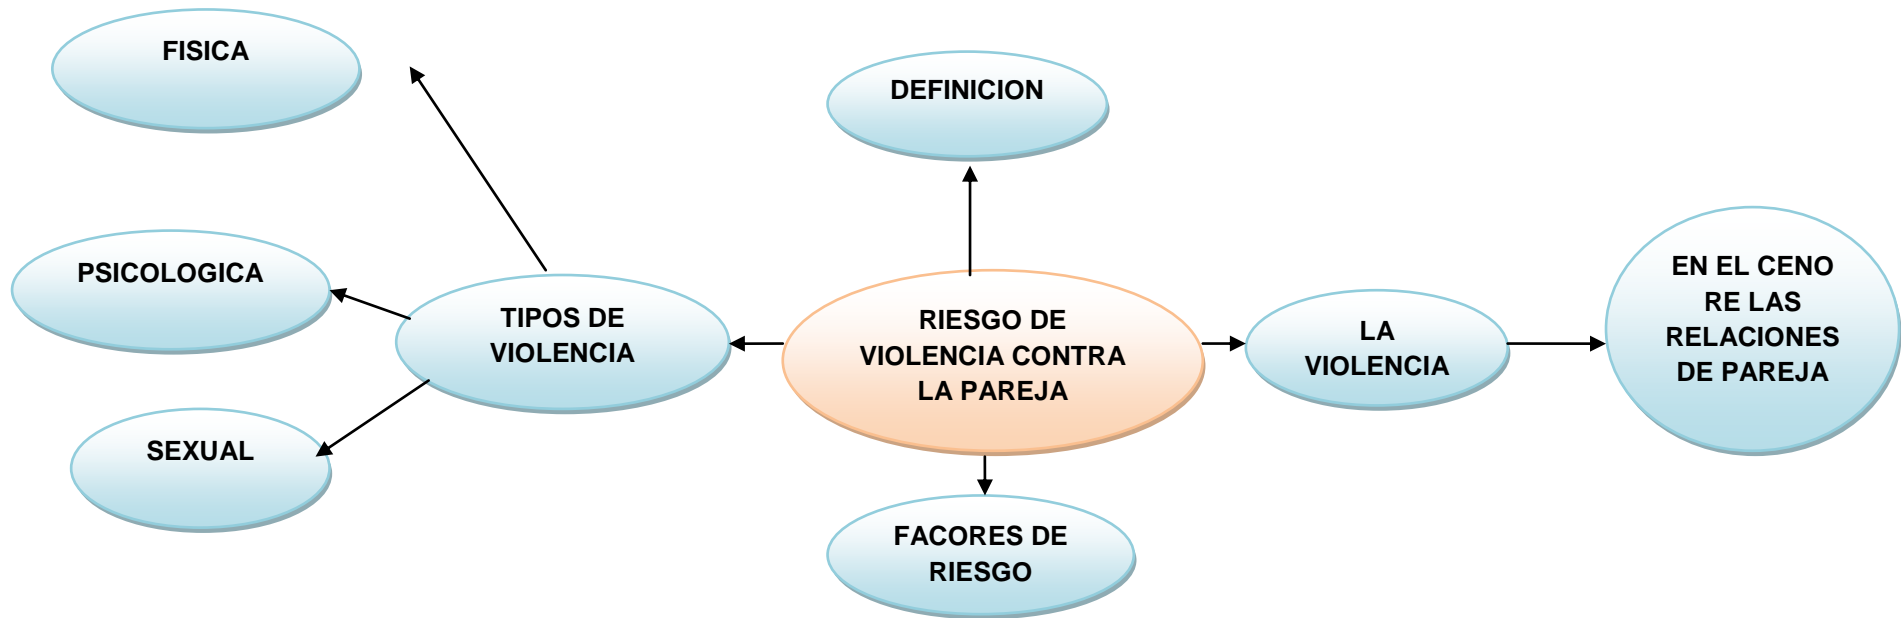 FISICA
DEFINICION
PSICOLOGICA
TIPOS DE
VIOLENCIA
SEXUAL
RIESGO DE
VIOLENCIA CONTRA
LA PAREJA
LA
VIOLENCIA
EN EL CENO
RE LAS
RELACIONES
DE PAREJA
FACORES DE
RIESGO